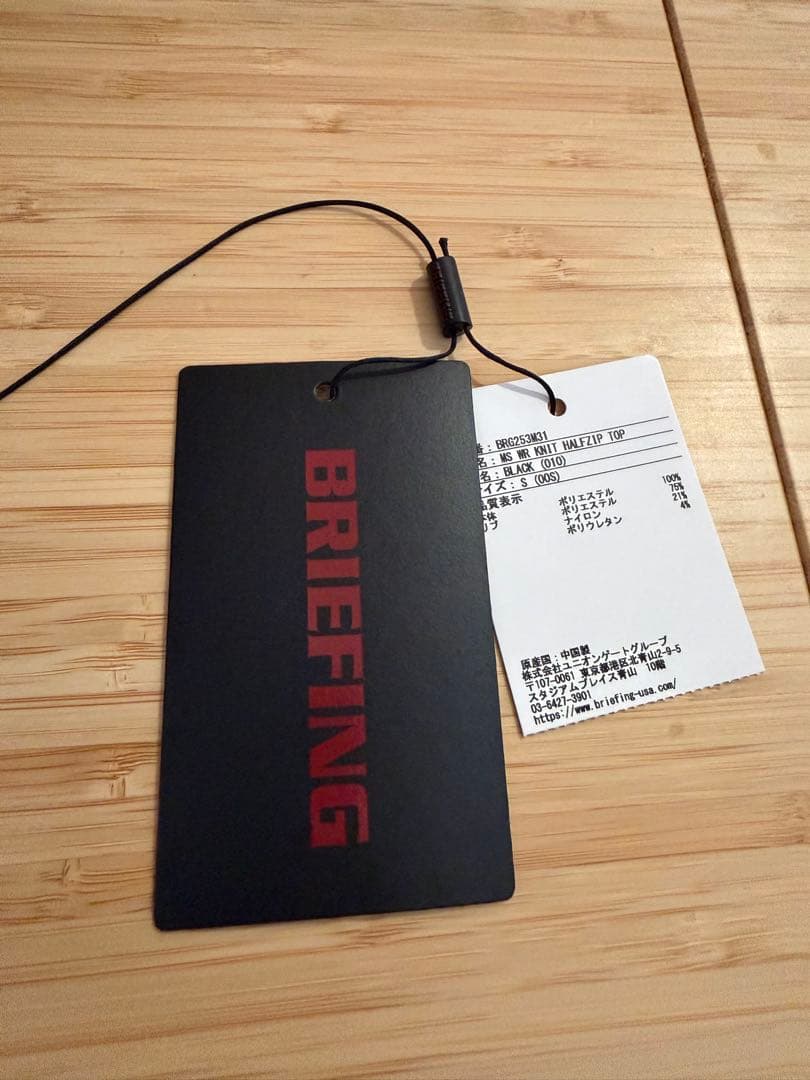 BRIEFING
番：BRG253M31
名：MS WR KNIT HALFZIP TOP
名：BLACK (010)
イズ：S (00S)
品質表示
体 ポリエステル 100%
リブ ポリエステル 75%
ナイロン 21%
ポリウレタン 4%
原産国：中国製
株式会社ユニオンゲートグループ
〒107-0061 東京都港区北青山2-9-5
スタジアムプレイス青山 10階
03-5427-3901
https://www.briefing-usa.com/